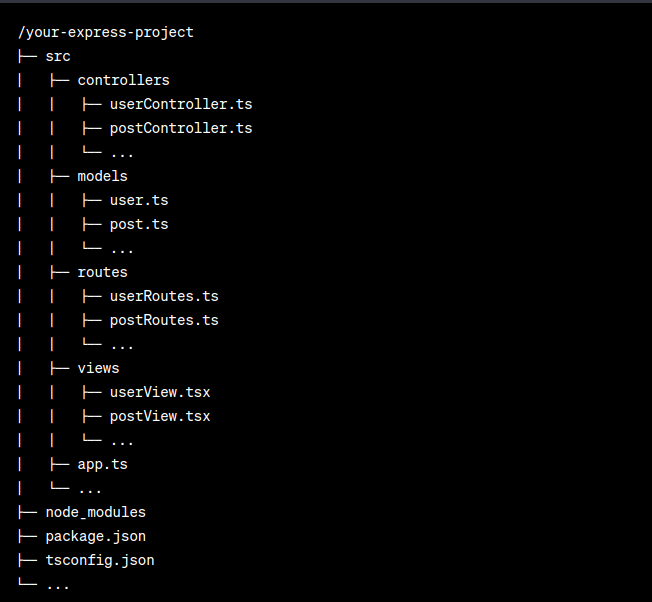 /your-express-project
├── src
│   ├── controllers
│   │   ├── userController.ts
│   │   ├── postController.ts
│   │   └── ...
│   ├── models
│   │   ├── user.ts
│   │   ├── post.ts
│   │   └── ...
│   ├── routes
│   │   ├── userRoutes.ts
│   │   ├── postRoutes.ts
│   │   └── ...
│   ├── views
│   │   ├── userView.tsx
│   │   ├── postView.tsx
│   │   └── ...
│   ├── app.ts
│   └── ...
├── node_modules
├── package.json
├── tsconfig.json
└── ...